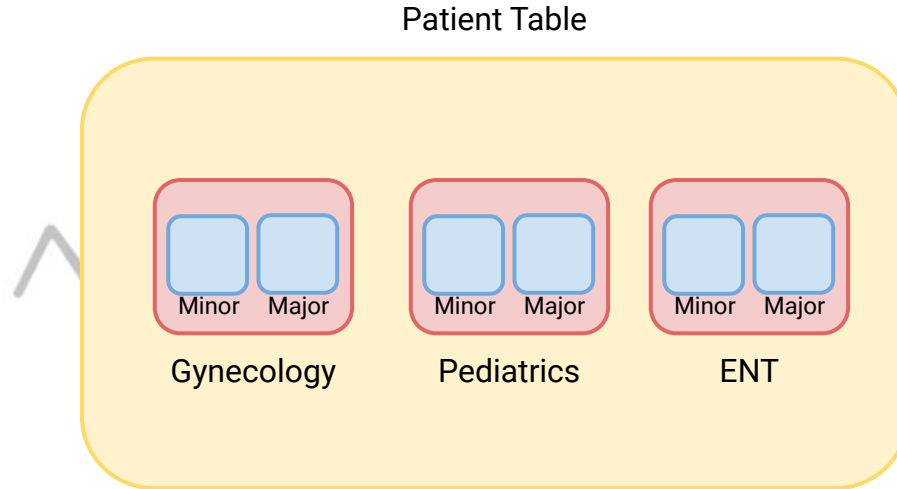 Patient Table
Minor Major Minor Major Minor Major
Gynecology Pediatrics ENT